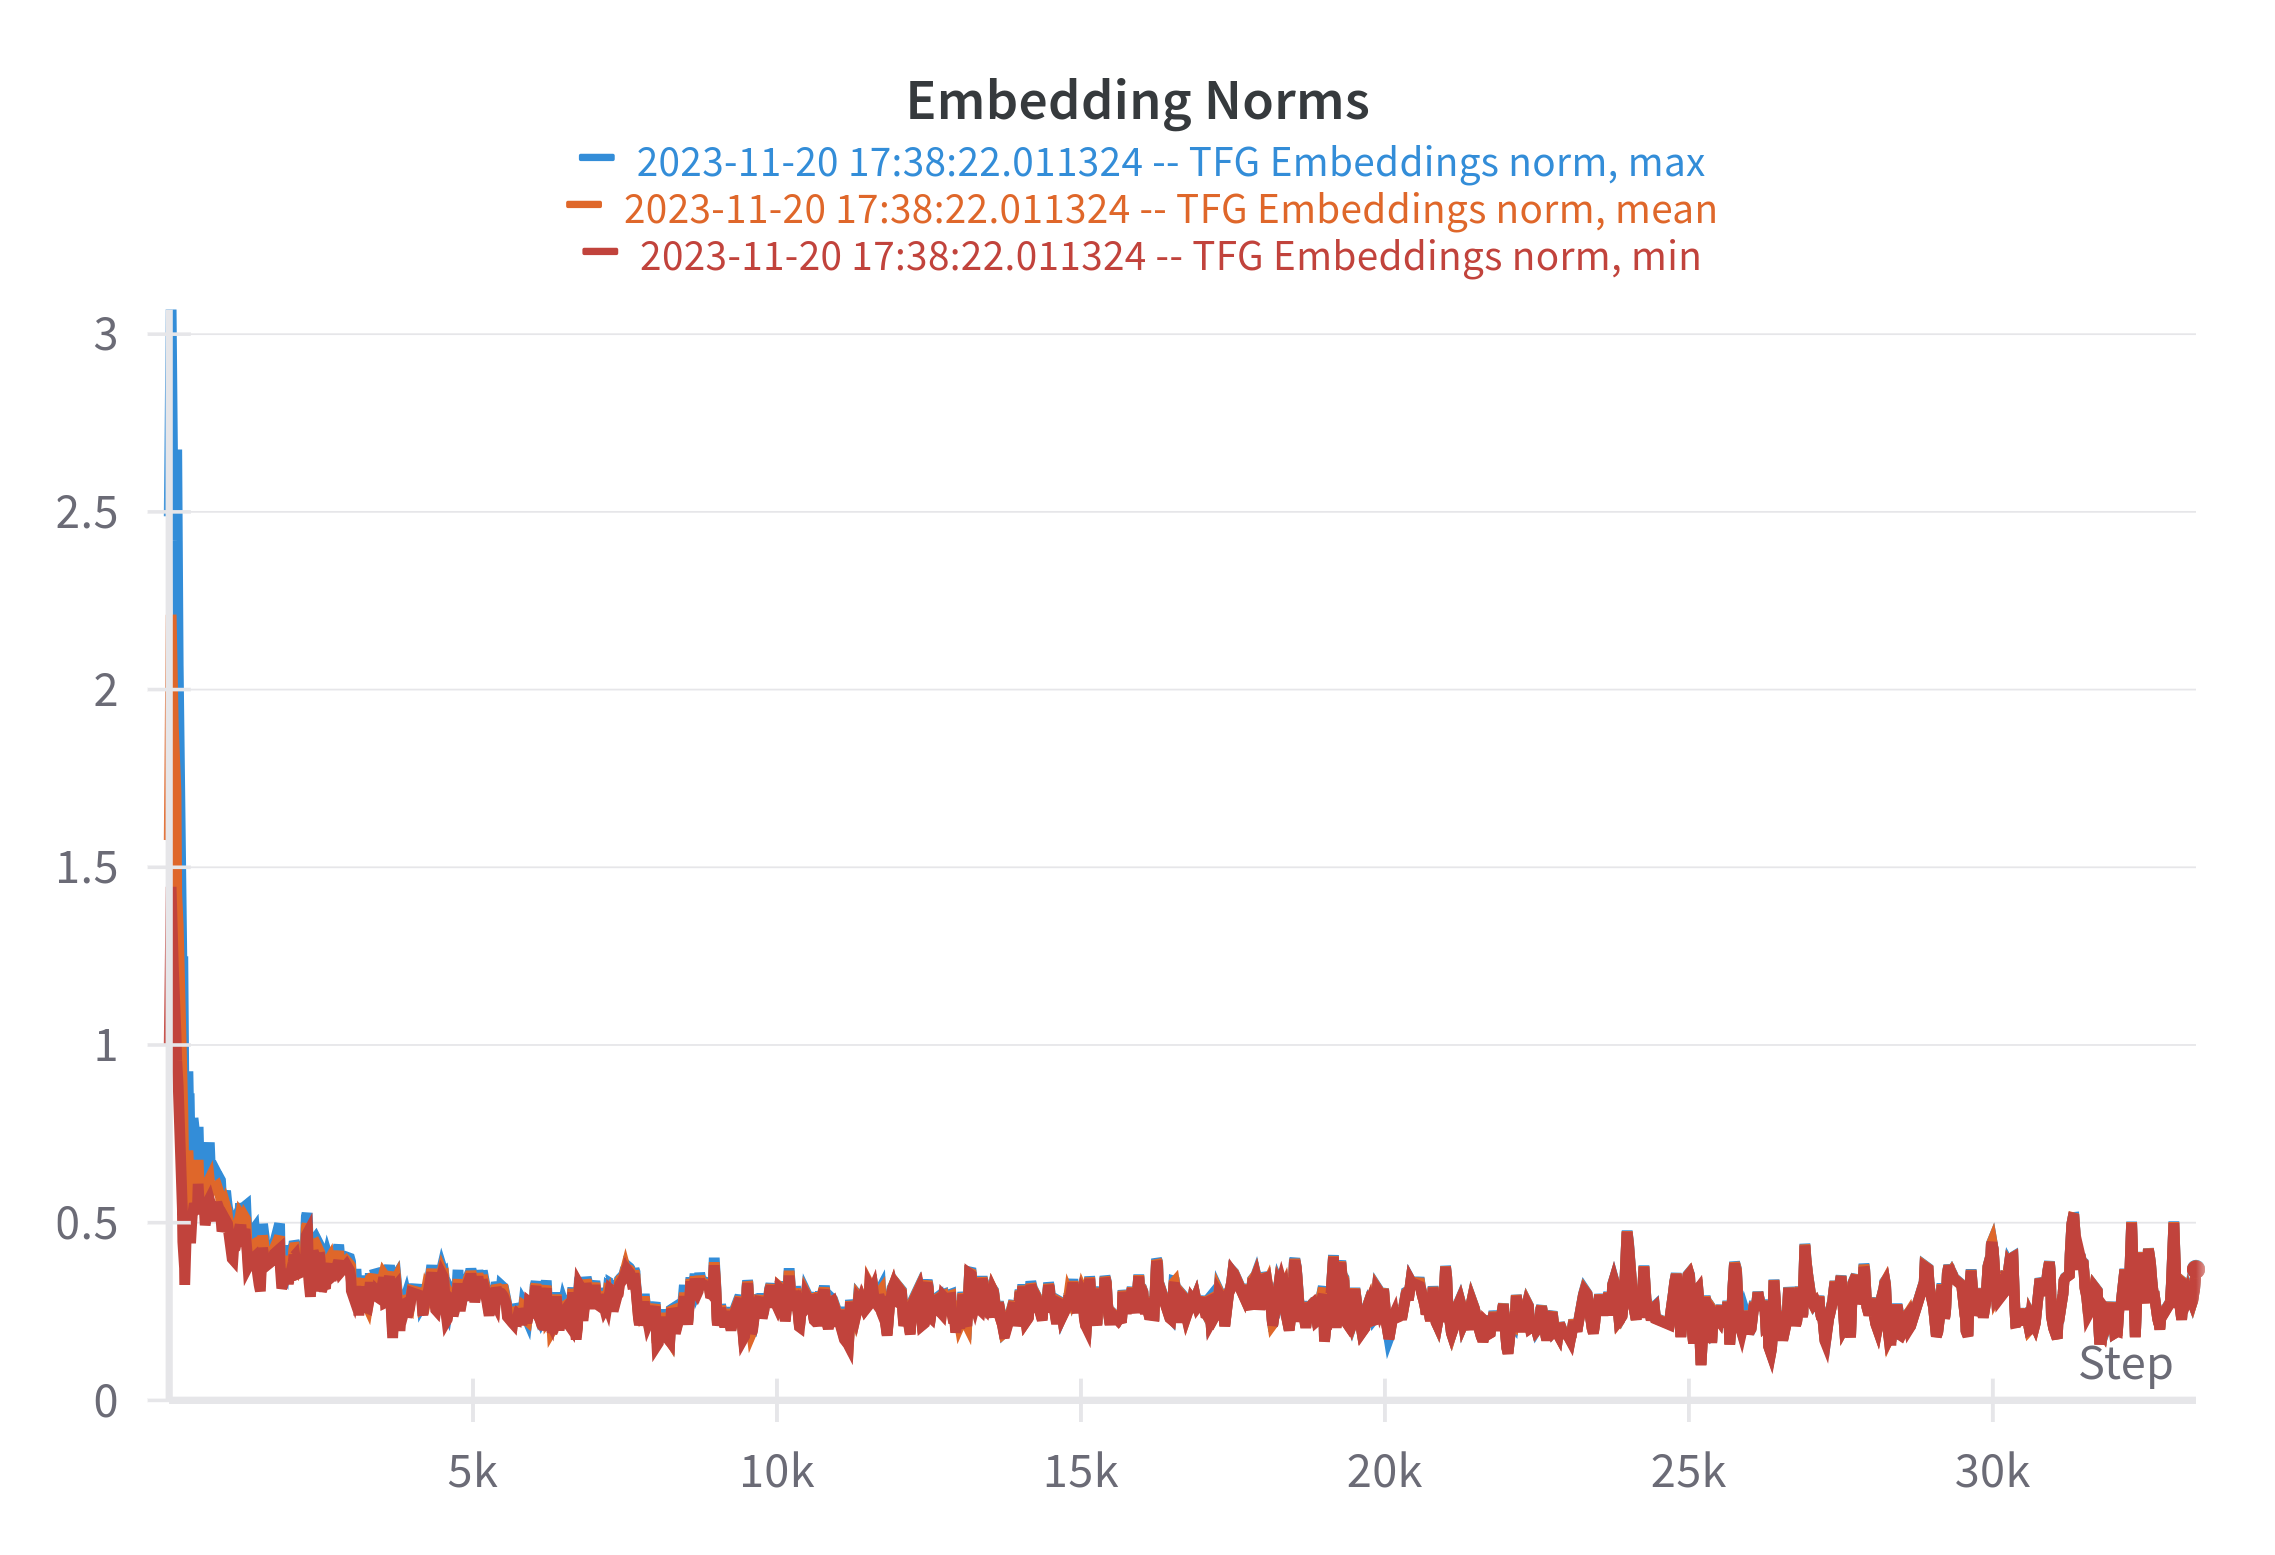 Embedding Norms
2023-11-20 17:38:22.011324 -- TFG Embeddings norm, max
2023-11-20 17:38:22.011324 -- TFG Embeddings norm, mean
2023-11-20 17:38:22.011324 -- TFG Embeddings norm, min
3
2.5
2
1.5
1
0.5
0
Step
5k 10k 15k 20k 25k 30k